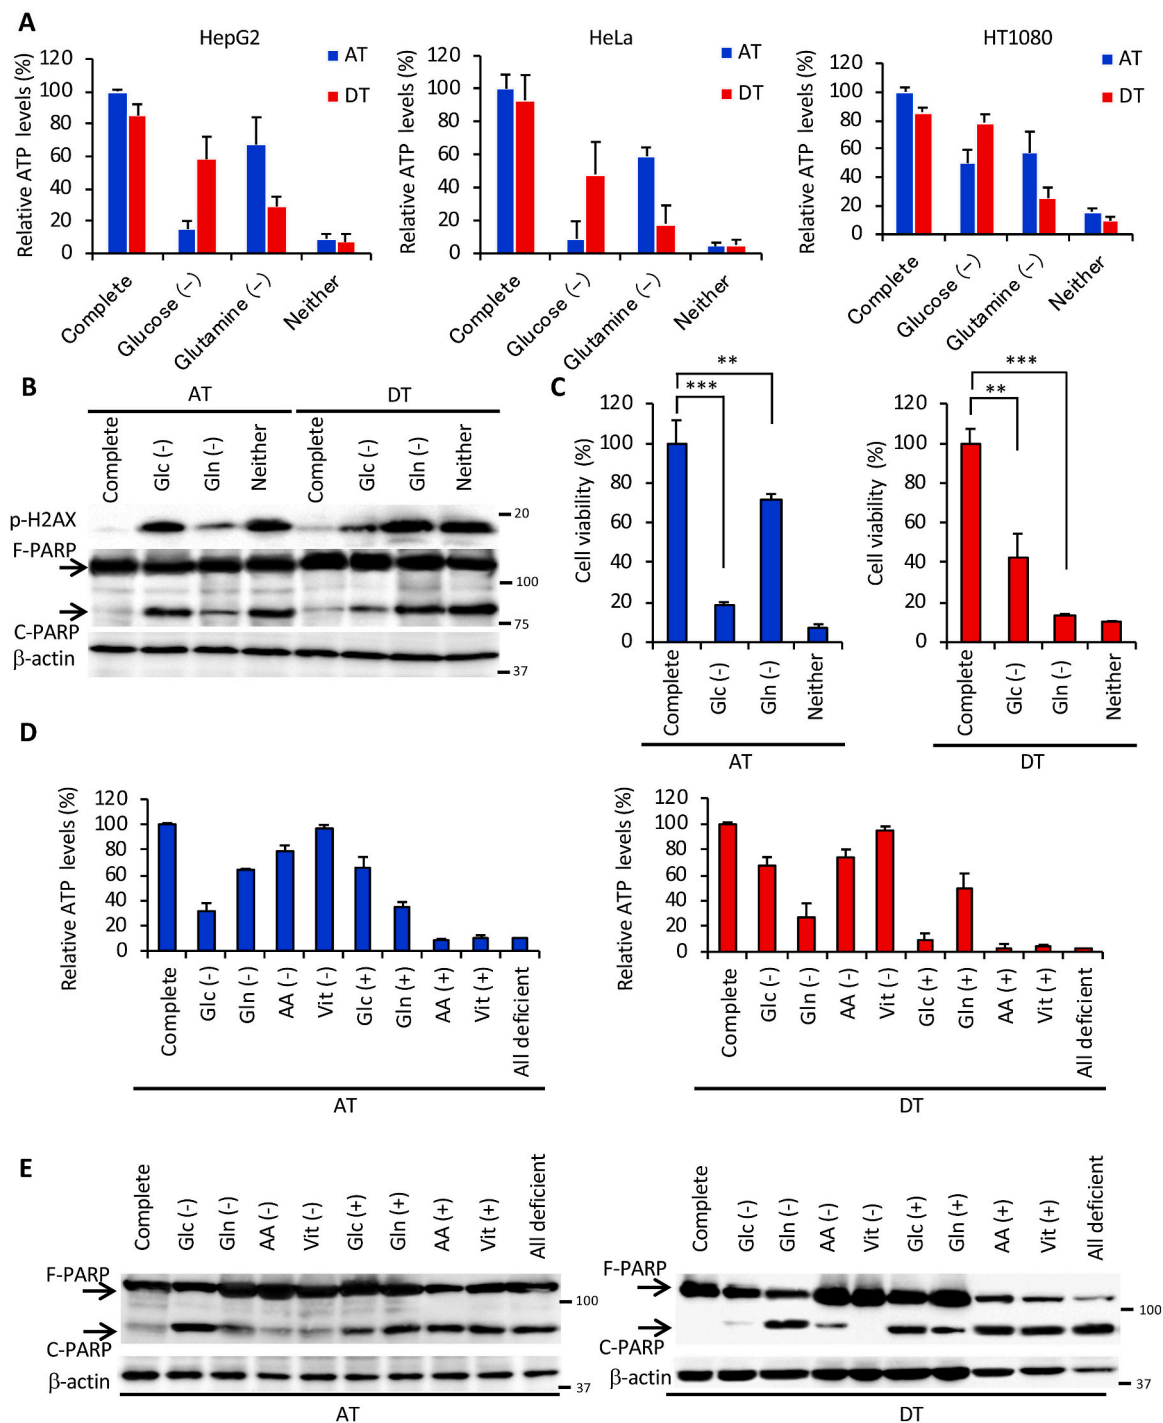 A
HepG2
AT
DT
Relative ATP levels (%)
120
100
80
60
40
20
0
Complete
Glucose (−)
Glutamine (−)
Neither
HeLa
AT
DT
Relative ATP levels (%)
120
100
80
60
40
20
0
Complete
Glucose (−)
Glutamine (−)
Neither
HT1080
AT
DT
Relative ATP levels (%)
120
100
80
60
40
20
0
Complete
Glucose (−)
Glutamine (−)
Neither
B
AT
DT
Complete
Glc (-)
Gln (-)
Neither
Complete
Glc (-)
Gln (-)
Neither
p-H2AX
20
F-PARP
100
C-PARP
75
β-actin
37
C
**
***
Cell viability (%)
120
100
80
60
40
20
0
Complete
Glc (-)
Gln (-)
Neither
AT
***
**
Cell viability (%)
120
100
80
60
40
20
0
Complete
Glc (-)
Gln (-)
Neither
DT
D
Relative ATP levels (%)
120
100
80
60
40
20
0
Complete
Glc (-)
Gln (-)
AA (-)
Vit (-)
Glc (+)
Gln (+)
AA (+)
Vit (+)
All deficient
AT
Relative ATP levels (%)
120
100
80
60
40
20
0
Complete
Glc (-)
Gln (-)
AA (-)
Vit (-)
Glc (+)
Gln (+)
AA (+)
Vit (+)
All deficient
DT
E
Complete
Glc (-)
Gln (-)
AA (-)
Vit (-)
Glc (+)
Gln (+)
AA (+)
Vit (+)
All deficient
F-PARP
100
C-PARP
β-actin
37
AT
Complete
Glc (-)
Gln (-)
AA (-)
Vit (-)
Glc (+)
Gln (+)
AA (+)
Vit (+)
All deficient
F-PARP
100
C-PARP
β-actin
37
DT